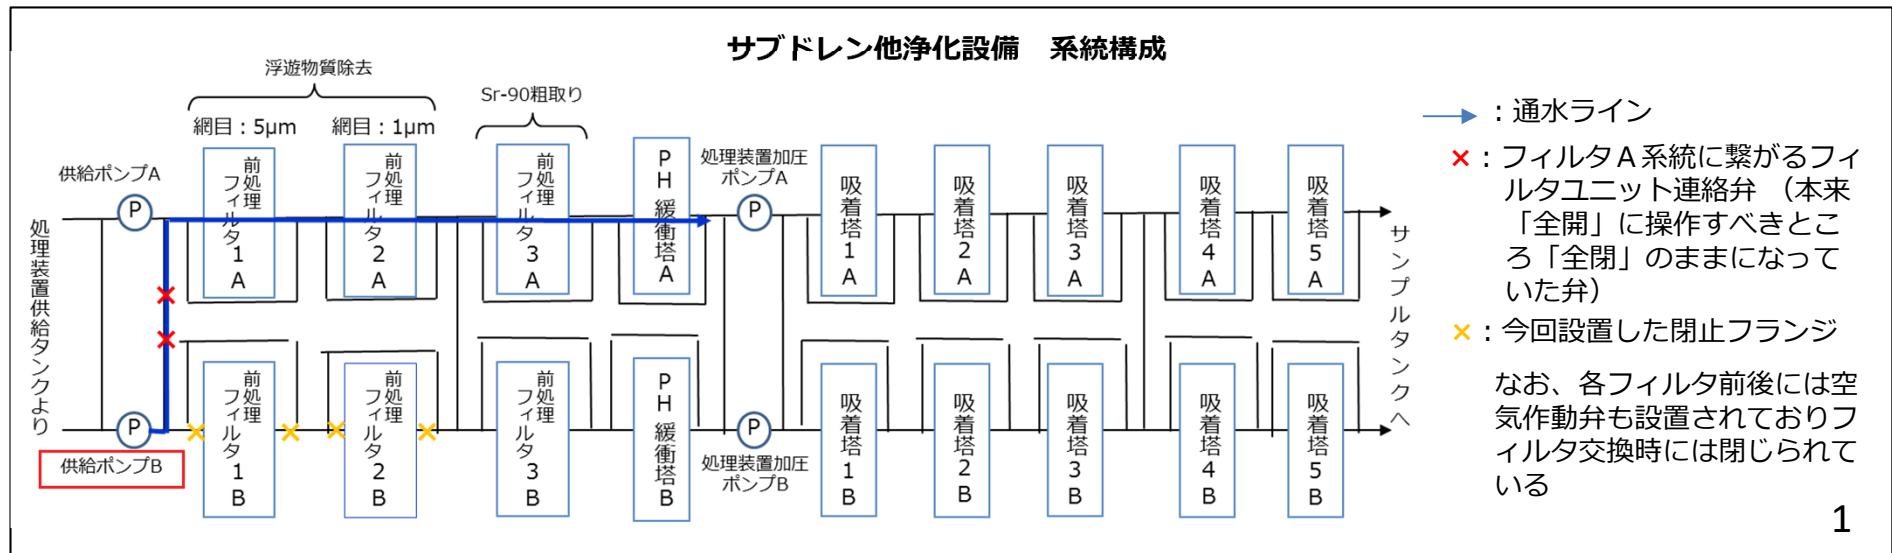 サブドレン他浄化設備　系統構成
浮遊物質除去
Sr-90粗取り
網目：5μm
網目：1μm
供給ポンプA
P
前処理フィルタ1A
前処理フィルタ2A
前処理フィルタ3A
PH緩衝塔A
処理装置加圧
ポンプA
P
吸着塔1A
吸着塔2A
吸着塔3A
吸着塔4A
吸着塔5A
処理装置供給タンクより
サンプルタンクへ
P
供給ポンプB
前処理フィルタ1B
前処理フィルタ2B
前処理フィルタ3B
PH緩衝塔B
P
処理装置加圧
ポンプB
吸着塔1B
吸着塔2B
吸着塔3B
吸着塔4B
吸着塔5B
：通水ライン
×：フィルタA系統に繋がるフィ
ルタユニット連絡弁　（本来
「全開」に操作すべきとこ
ろ「全閉」のままになって
いた弁）
×：今回設置した閉止フランジ
なお、各フィルタ前後には空
気作動弁も設置されておりフ
ィルタ交換時には閉じられて
いる
1